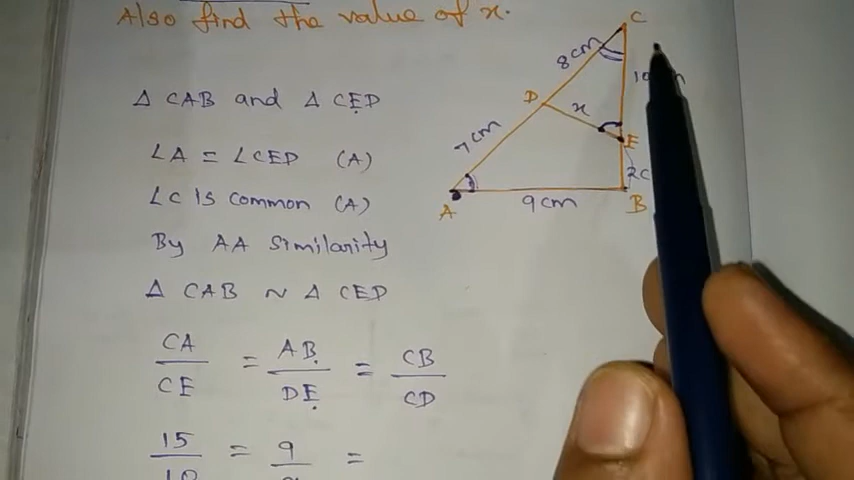 Also find the value of x.
Δ CAB and Δ CED
∠A = ∠CED (A)
∠C is common (A)
By AA similarity
Δ CAB ~ Δ CED
CA/CE = AB/DE = CB/CD
15/10 = 9/ =
C
8cm
D
x
7cm
E
A
9cm
B